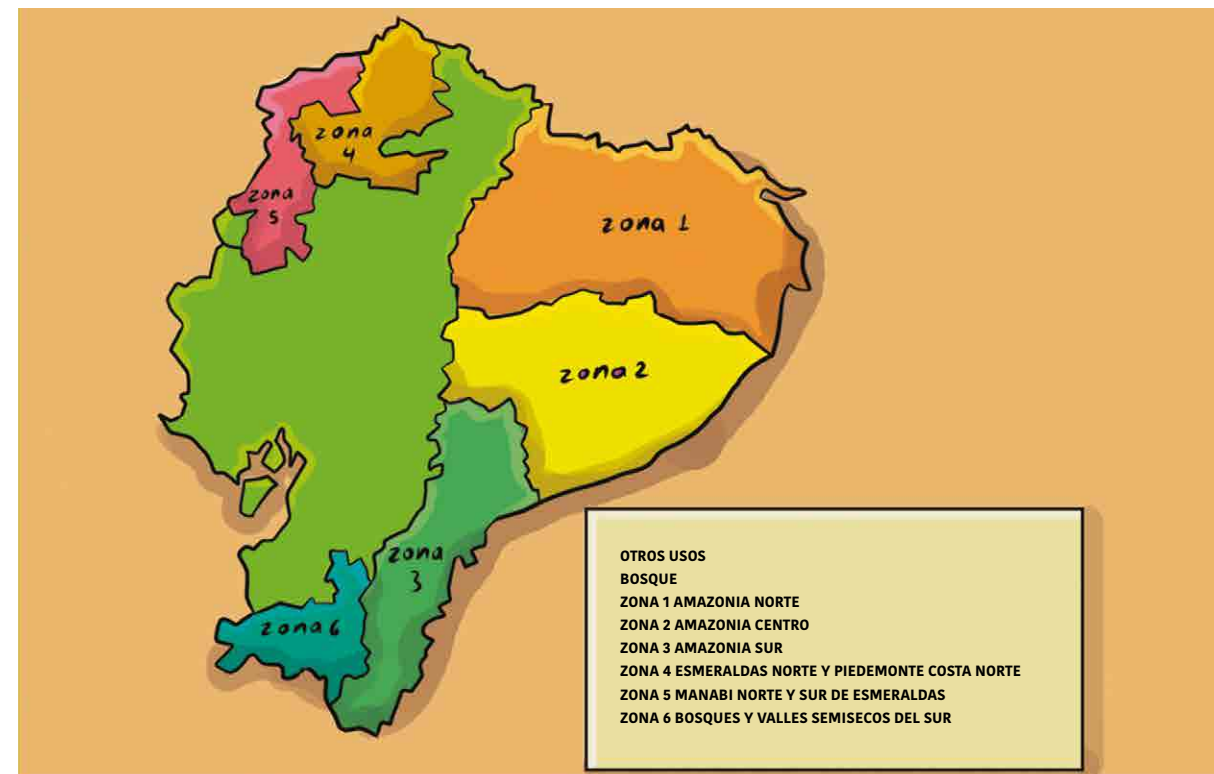 zona
4
zona
5
zona 1
zona 2
zona
3
zona 6
OTROS USOS
BOSQUE
ZONA 1 AMAZONIA NORTE
ZONA 2 AMAZONIA CENTRO
ZONA 3 AMAZONIA SUR
ZONA 4 ESMERALDAS NORTE Y PIEDEMONTE COSTA NORTE
ZONA 5 MANABI NORTE Y SUR DE ESMERALDAS
ZONA 6 BOSQUES Y VALLES SEMISECOS DEL SUR